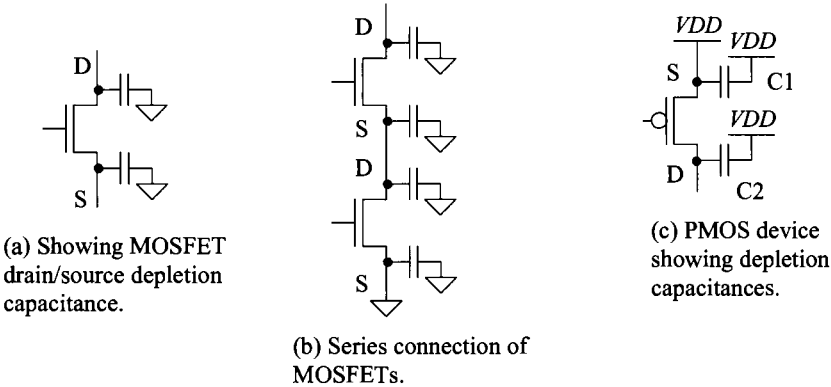 D
S
(a) Showing MOSFET
drain/source depletion
capacitance.
D
S
D
S
(b) Series connection of
MOSFETs.
VDD
VDD
S
C1
VDD
D
C2
(c) PMOS device
showing depletion
capacitances.